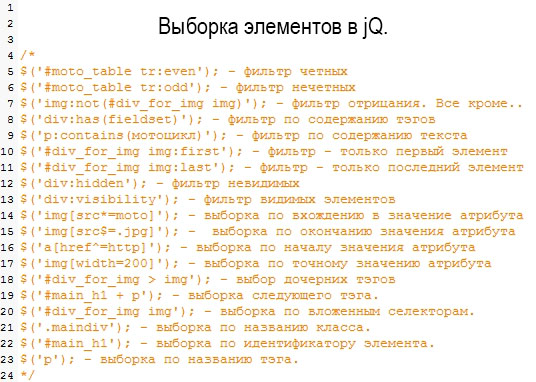 1
2 Выборка элементов в jQ.
3
4 /*
5 $('#moto_table tr:even'); - фильтр четных
6 $('#moto_table tr:odd'); - фильтр нечетных
7 $('img:not(#div_for_img img)'); - фильтр отрицания. Все кроме..
8 $('div:has(fieldset)'); - фильтр по содержанию тэгов
9 $('p:contains(мотоцикл)'); - фильтр по содержанию текста
10 $('#div_for_img img:first'); - фильтр - только первый элемент
11 $('#div_for_img img:last'); - фильтр - только последний элемент
12 $('div:hidden'); - фильтр невидимых
13 $('div:visibility'); - фильтр видимых элементов
14 $('img[src*=moto]'); - выборка по вхождению в значение атрибута
15 $('img[src$=.jpg]'); -  выборка по окончанию значения атрибута
16 $('a[href^=http]'); - выборка по началу значения атрибута
17 $('img[width=200]'); - выборка по точному значению атрибута
18 $('#div_for_img > img'); - выбор дочерних тэгов
19 $('#main_h1 + p'); - выборка следующего тэга.
20 $('#div_for_img img'); - выборка по вложенным селекторам.
21 $('.maindiv'); - выборка по названию класса.
22 $('#main_h1'); - выборка по идентификатору элемента.
23 $('p'); - выборка по названию тэга.
24 */